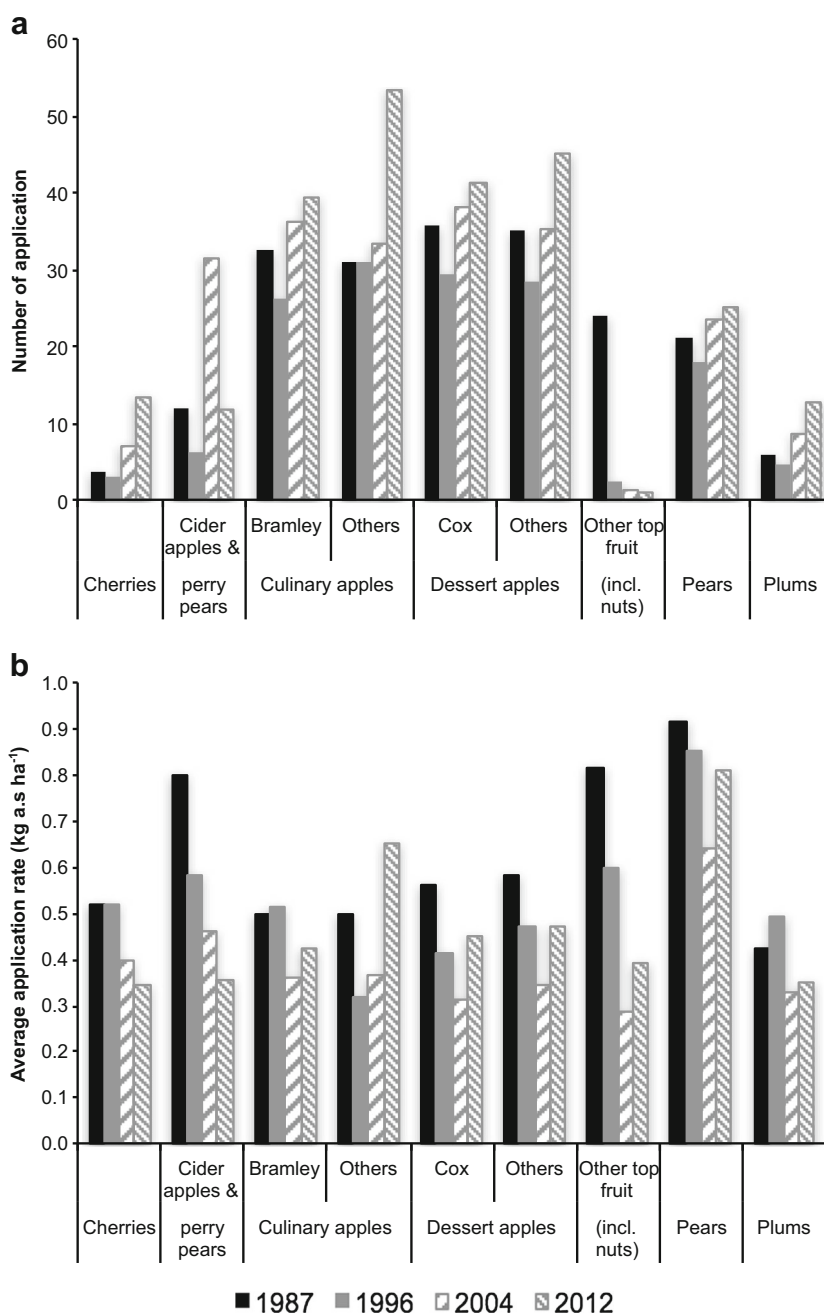 a
60
50
40
30
20
10
0
Number of application
Cider apples & perry pears
Bramley
Others
Cox
Others
Other top fruit (incl. nuts)
Cherries
Culinary apples
Dessert apples
Pears
Plums
b
1.0
0.9
0.8
0.7
0.6
0.5
0.4
0.3
0.2
0.1
0.0
Average application rate (kg a.s ha⁻¹)
Cider apples & perry pears
Bramley
Others
Cox
Others
Other top fruit (incl. nuts)
Cherries
Culinary apples
Dessert apples
Pears
Plums
1987 1996 2004 2012